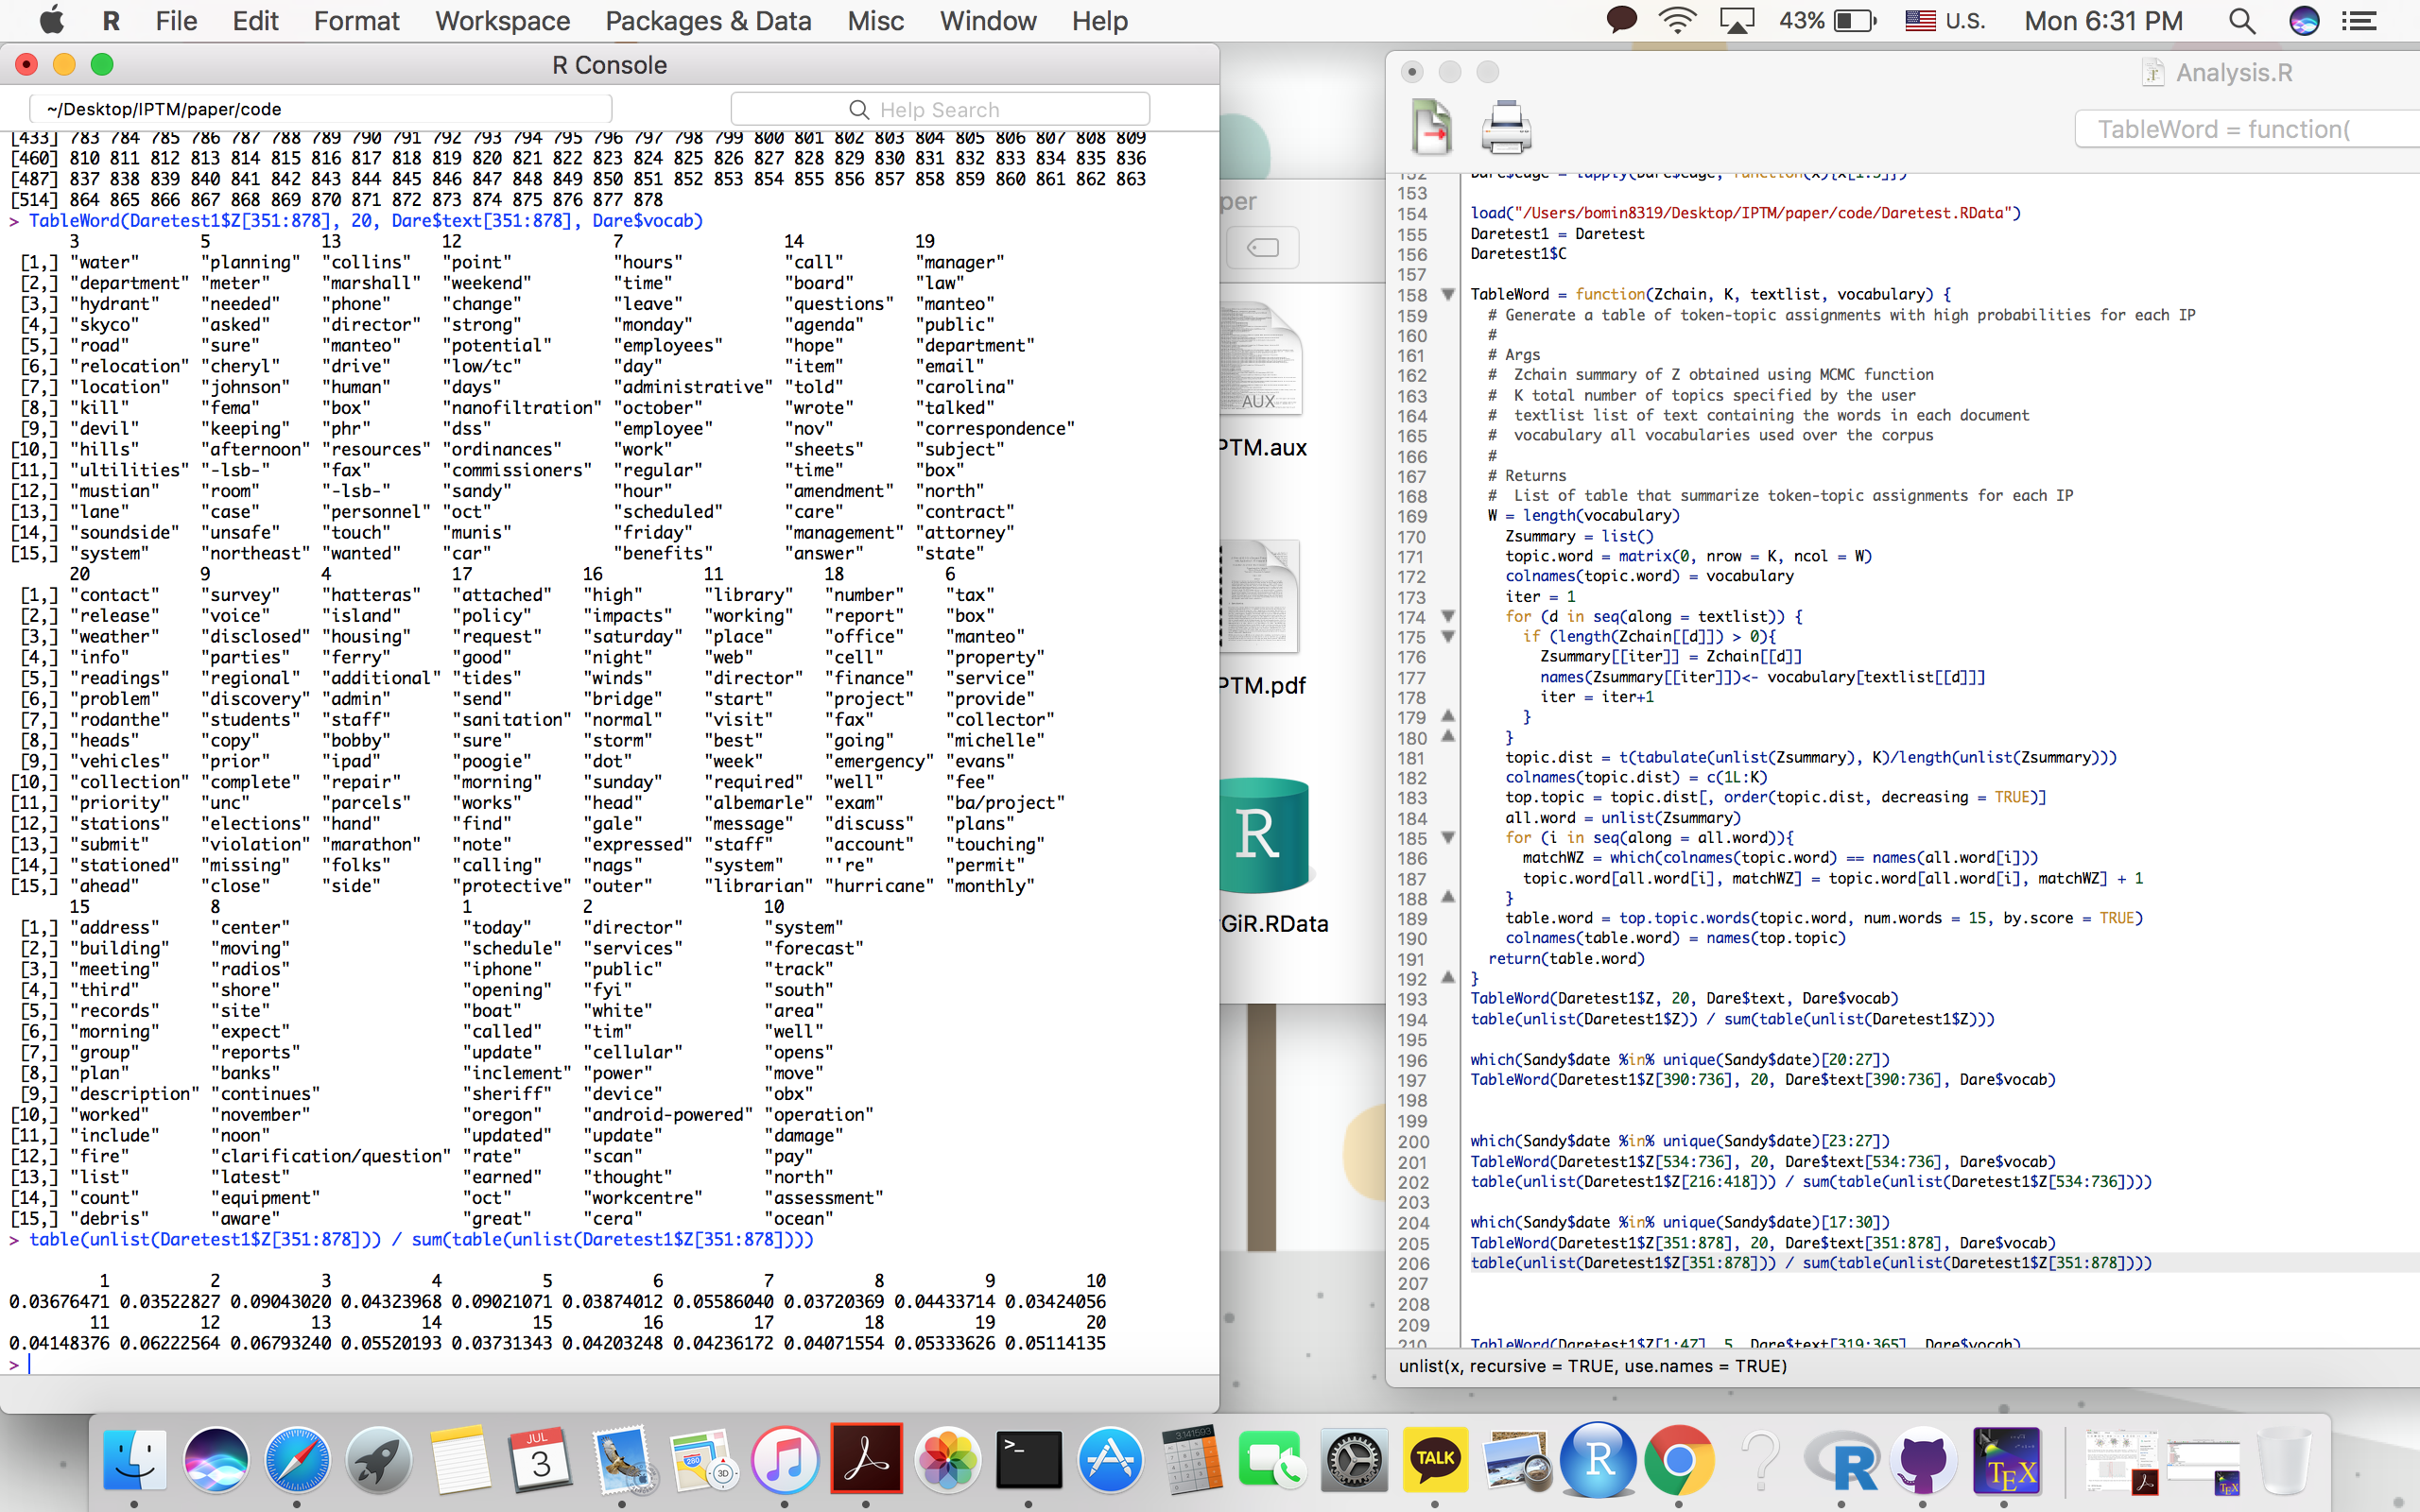 R File Edit Format Workspace Packages & Data Misc Window Help 43% U.S. Mon 6:31 PM
R Console
~/Desktop/IPTM/paper/code Help Search
[433] 783 784 785 786 787 788 789 790 791 792 793 794 795 796 797 798 799 800 801 802 803 804 805 806 807 808 809
[460] 810 811 812 813 814 815 816 817 818 819 820 821 822 823 824 825 826 827 828 829 830 831 832 833 834 835 836
[487] 837 838 839 840 841 842 843 844 845 846 847 848 849 850 851 852 853 854 855 856 857 858 859 860 861 862 863
[514] 864 865 866 867 868 869 870 871 872 873 874 875 876 877 878
> TableWord(Daretest1$Z[351:878], 20, Dare$text[351:878], Dare$vocab)
3 5 13 12 7 14 19
[1,] "water" "planning" "collins" "point" "hours" "call" "manager"
[2,] "department" "meter" "marshall" "weekend" "time" "board" "law"
[3,] "hydrant" "needed" "phone" "change" "leave" "questions" "manteo"
[4,] "skyco" "asked" "director" "strong" "monday" "agenda" "public"
[5,] "road" "sure" "manteo" "potential" "employees" "hope" "department"
[6,] "relocation" "cheryl" "drive" "low/tc" "day" "item" "email"
[7,] "location" "johnson" "human" "days" "administrative" "told" "carolina"
[8,] "kill" "fema" "box" "nanofiltration" "october" "wrote" "talked"
[9,] "devil" "keeping" "phr" "dss" "employee" "nov" "correspondence"
[10,] "hills" "afternoon" "resources" "ordinances" "work" "sheets" "subject"
[11,] "ultilities" "-lsb-" "fax" "commissioners" "regular" "time" "box"
[12,] "mustian" "room" "-lsb-" "sandy" "hour" "amendment" "north"
[13,] "lane" "case" "personnel" "oct" "scheduled" "care" "contract"
[14,] "soundside" "unsafe" "touch" "munis" "friday" "management" "attorney"
[15,] "system" "northeast" "wanted" "car" "benefits" "answer" "state"
20 9 4 17 16 11 18 6
[1,] "contact" "survey" "hatteras" "attached" "high" "library" "number" "tax"
[2,] "release" "voice" "island" "policy" "impacts" "working" "report" "box"
[3,] "weather" "disclosed" "housing" "request" "saturday" "place" "office" "manteo"
[4,] "info" "parties" "ferry" "good" "night" "web" "cell" "property"
[5,] "readings" "regional" "additional" "tides" "winds" "director" "finance" "service"
[6,] "problem" "discovery" "admin" "send" "bridge" "start" "project" "provide"
[7,] "rodanthe" "students" "staff" "sanitation" "normal" "visit" "fax" "collector"
[8,] "heads" "copy" "bobby" "sure" "storm" "best" "going" "michelle"
[9,] "vehicles" "prior" "ipad" "poogie" "dot" "week" "emergency" "evans"
[10,] "collection" "complete" "repair" "morning" "sunday" "required" "well" "fee"
[11,] "priority" "unc" "parcels" "works" "head" "albemarle" "exam" "ba/project"
[12,] "stations" "elections" "hand" "find" "gale" "message" "discuss" "plans"
[13,] "submit" "violation" "marathon" "note" "expressed" "staff" "account" "touching"
[14,] "stationed" "missing" "folks" "calling" "nags" "system" "'re" "permit"
[15,] "ahead" "close" "side" "protective" "outer" "librarian" "hurricane" "monthly"
15 8 1 2 10
[1,] "address" "center" "today" "director" "system"
[2,] "building" "moving" "schedule" "services" "forecast"
[3,] "meeting" "radios" "iphone" "public" "track"
[4,] "third" "shore" "opening" "fyi" "south"
[5,] "records" "site" "boat" "white" "area"
[6,] "morning" "expect" "called" "tim" "well"
[7,] "group" "reports" "update" "cellular" "opens"
[8,] "plan" "banks" "inclement" "power" "move"
[9,] "description" "continues" "sheriff" "device" "obx"
[10,] "worked" "november" "oregon" "android-powered" "operation"
[11,] "include" "noon" "updated" "update" "damage"
[12,] "fire" "clarification/question" "rate" "scan" "pay"
[13,] "list" "latest" "earned" "thought" "north"
[14,] "count" "equipment" "oct" "workcentre" "assessment"
[15,] "debris" "aware" "great" "cera" "ocean"
> table(unlist(Daretest1$Z[351:878])) / sum(table(unlist(Daretest1$Z[351:878])))
1 2 3 4 5 6 7 8 9 10
0.03676471 0.03522827 0.09043020 0.04323968 0.09021071 0.03874012 0.05586040 0.03720369 0.04433714 0.03424056
11 12 13 14 15 16 17 18 19 20
0.04148376 0.06222564 0.06793240 0.05520193 0.03731343 0.04203248 0.04236172 0.04071554 0.05333626 0.05114135
>
per
AUX
PTM.aux
PTM.pdf
R
GiR.RData
Analysis.R
TableWord = function(
152 Dare$edge = lapply(Dare$edge, function(x){x[1:3]})
153
154 load("/Users/bomin8319/Desktop/IPTM/paper/code/Daretest.RData")
155 Daretest1 = Daretest
156 Daretest1$C
157
158 TableWord = function(Zchain, K, textlist, vocabulary) {
159 # Generate a table of token-topic assignments with high probabilities for each IP
160 #
161 # Args
162 # Zchain summary of Z obtained using MCMC function
163 # K total number of topics specified by the user
164 # textlist list of text containing the words in each document
165 # vocabulary all vocabularies used over the corpus
166 #
167 # Returns
168 # List of table that summarize token-topic assignments for each IP
169 W = length(vocabulary)
170 Zsummary = list()
171 topic.word = matrix(0, nrow = K, ncol = W)
172 colnames(topic.word) = vocabulary
173 iter = 1
174 for (d in seq(along = textlist)) {
175 if (length(Zchain[[d]]) > 0){
176 Zsummary[[iter]] = Zchain[[d]]
177 names(Zsummary[[iter]])<- vocabulary[textlist[[d]]]
178 iter = iter+1
179 }
180 }
181 topic.dist = t(tabulate(unlist(Zsummary), K)/length(unlist(Zsummary)))
182 colnames(topic.dist) = c(1L:K)
183 top.topic = topic.dist[, order(topic.dist, decreasing = TRUE)]
184 all.word = unlist(Zsummary)
185 for (i in seq(along = all.word)){
186 matchWZ = which(colnames(topic.word) == names(all.word[i]))
187 topic.word[all.word[i], matchWZ] = topic.word[all.word[i], matchWZ] + 1
188 }
189 table.word = top.topic.words(topic.word, num.words = 15, by.score = TRUE)
190 colnames(table.word) = names(top.topic)
191 return(table.word)
192 }
193 TableWord(Daretest1$Z, 20, Dare$text, Dare$vocab)
194 table(unlist(Daretest1$Z)) / sum(table(unlist(Daretest1$Z)))
195
196 which(Sandy$date %in% unique(Sandy$date)[20:27])
197 TableWord(Daretest1$Z[390:736], 20, Dare$text[390:736], Dare$vocab)
198
199
200 which(Sandy$date %in% unique(Sandy$date)[23:27])
201 TableWord(Daretest1$Z[534:736], 20, Dare$text[534:736], Dare$vocab)
202 table(unlist(Daretest1$Z[216:418])) / sum(table(unlist(Daretest1$Z[534:736])))
203
204 which(Sandy$date %in% unique(Sandy$date)[17:30])
205 TableWord(Daretest1$Z[351:878], 20, Dare$text[351:878], Dare$vocab)
206 table(unlist(Daretest1$Z[351:878])) / sum(table(unlist(Daretest1$Z[351:878])))
207
208
209
210 TableWord(Daretest1$Z[1:47], 5, Dare$text[319:365], Dare$vocab)
unlist(x, recursive = TRUE, use.names = TRUE)
JUL
3
280
3D
>_
3.141593
TALK
R
?
R
TEX
TEX